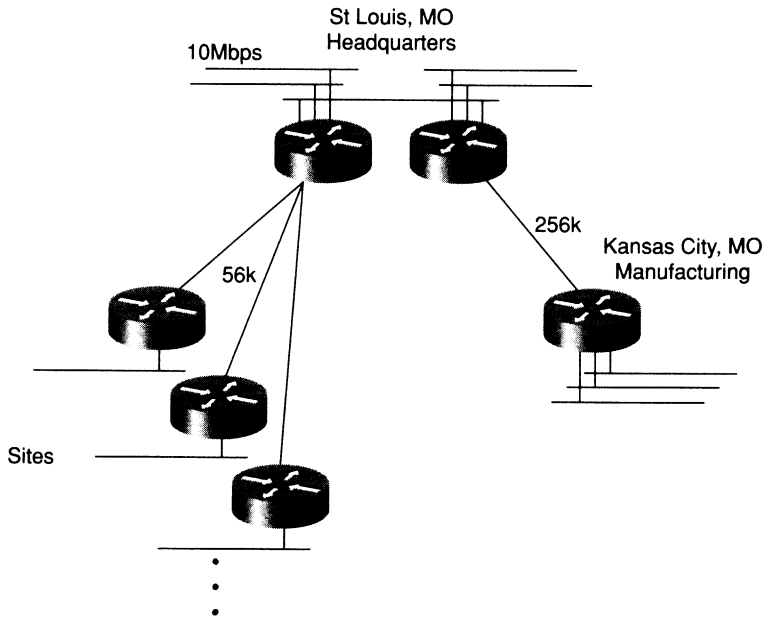 St Louis, MO
Headquarters
10Mbps
256k
Kansas City, MO
Manufacturing
56k
Sites